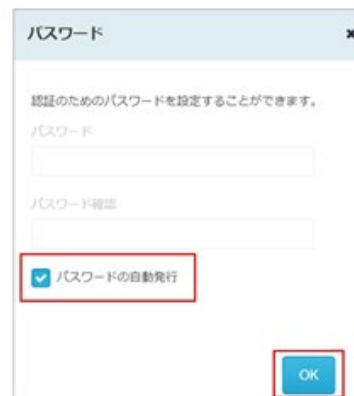 パスワード
認証のためのパスワードを設定することができます。
パスワード
パスワード確認
パスワードの自動発行
OK